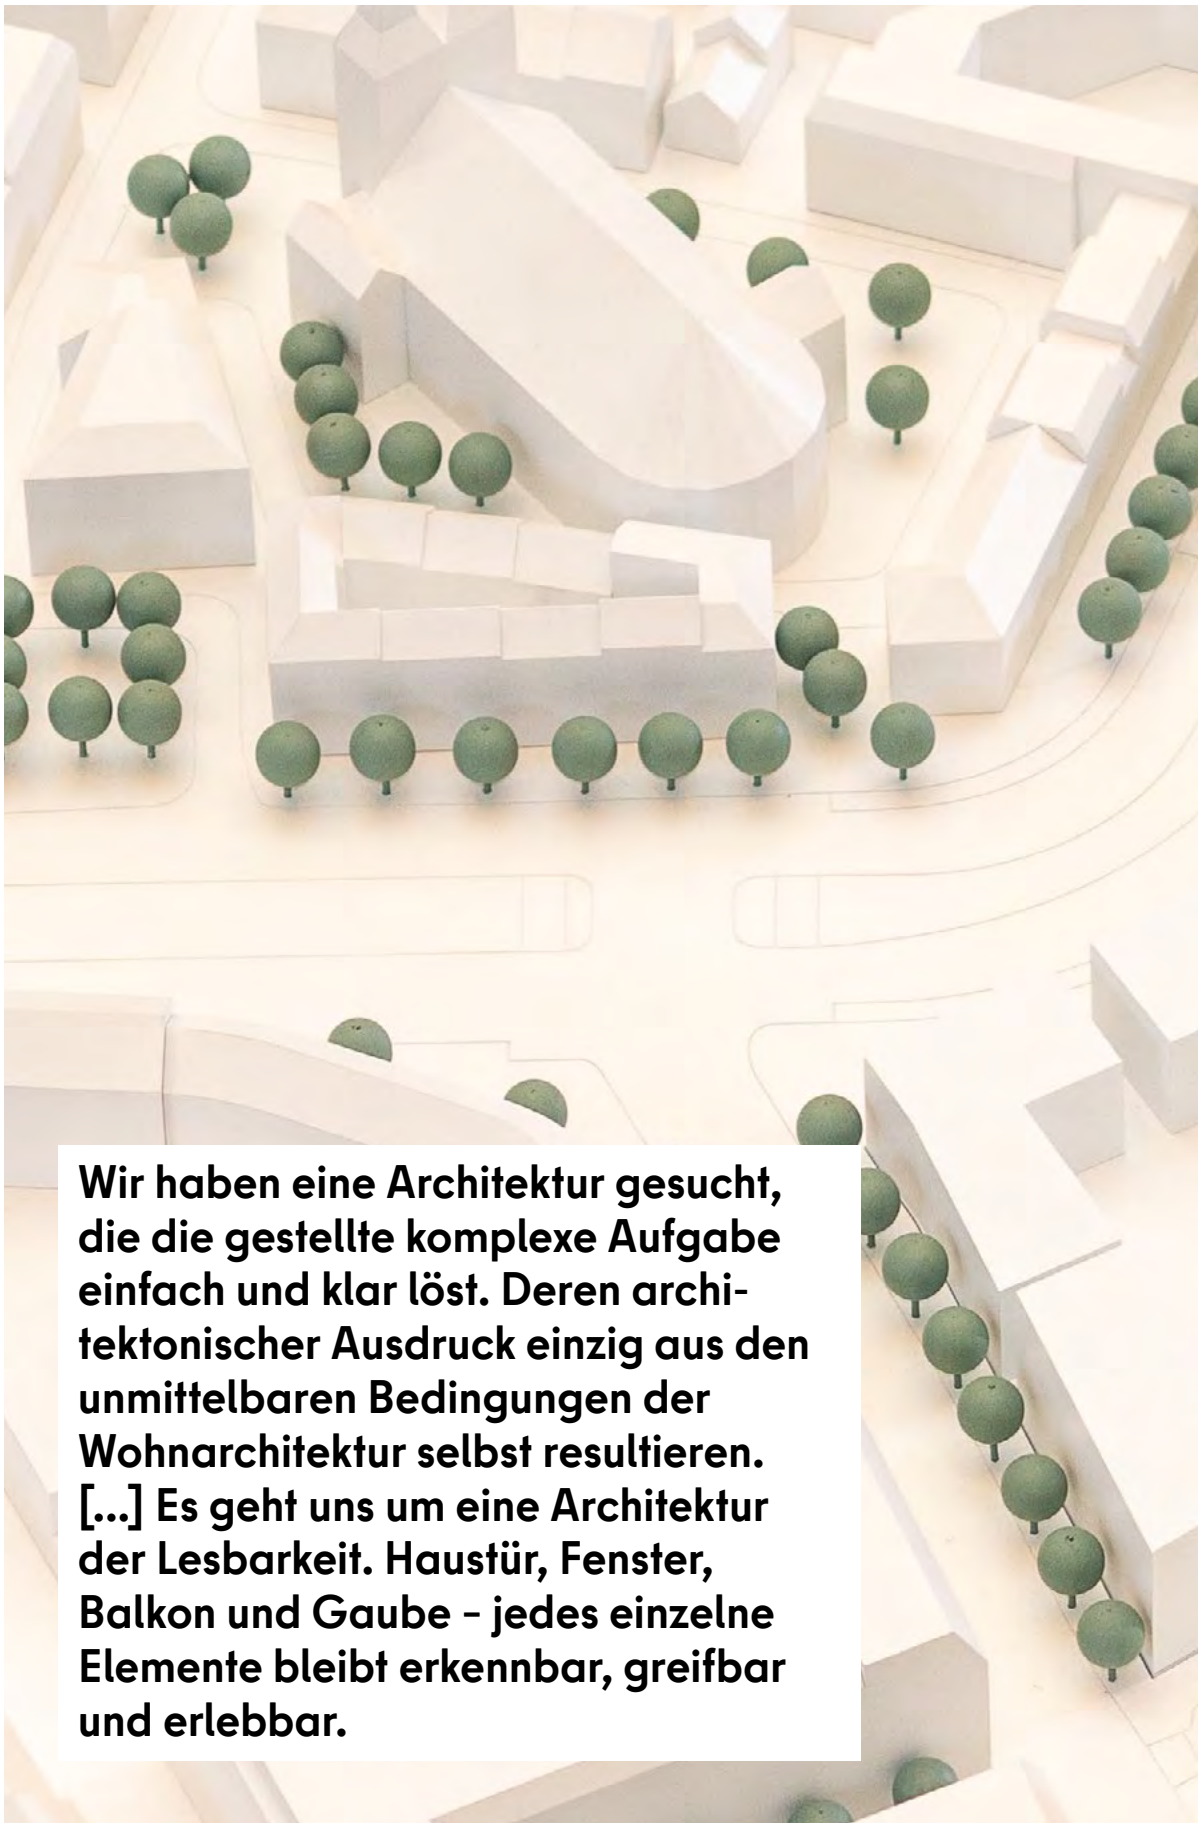 Wir haben eine Architektur gesucht,
die die gestellte komplexe Aufgabe
einfach und klar löst. Deren archi-
tektonischer Ausdruck einzig aus den
unmittelbaren Bedingungen der
Wohnarchitektur selbst resultieren.
[...] Es geht uns um eine Architektur
der Lesbarkeit. Haustür, Fenster,
Balkon und Gaube – jedes einzelne
Elemente bleibt erkennbar, greifbar
und erlebbar.